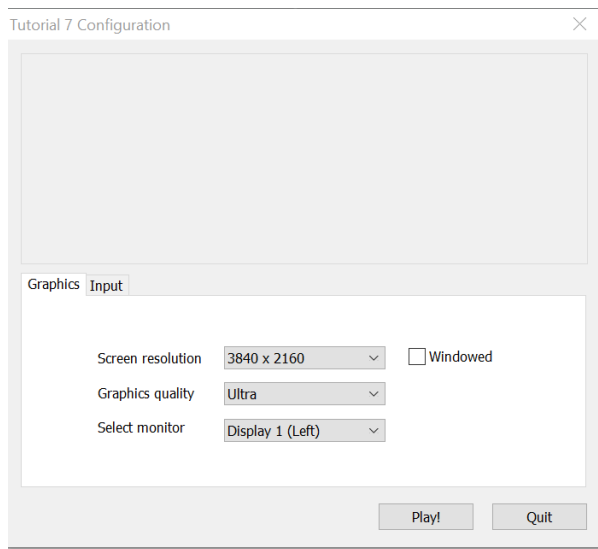 Tutorial 7 Configuration
Graphics Input
Screen resolution 3840 x 2160 Windowed
Graphics quality Ultra
Select monitor Display 1 (Left)
Play! Quit